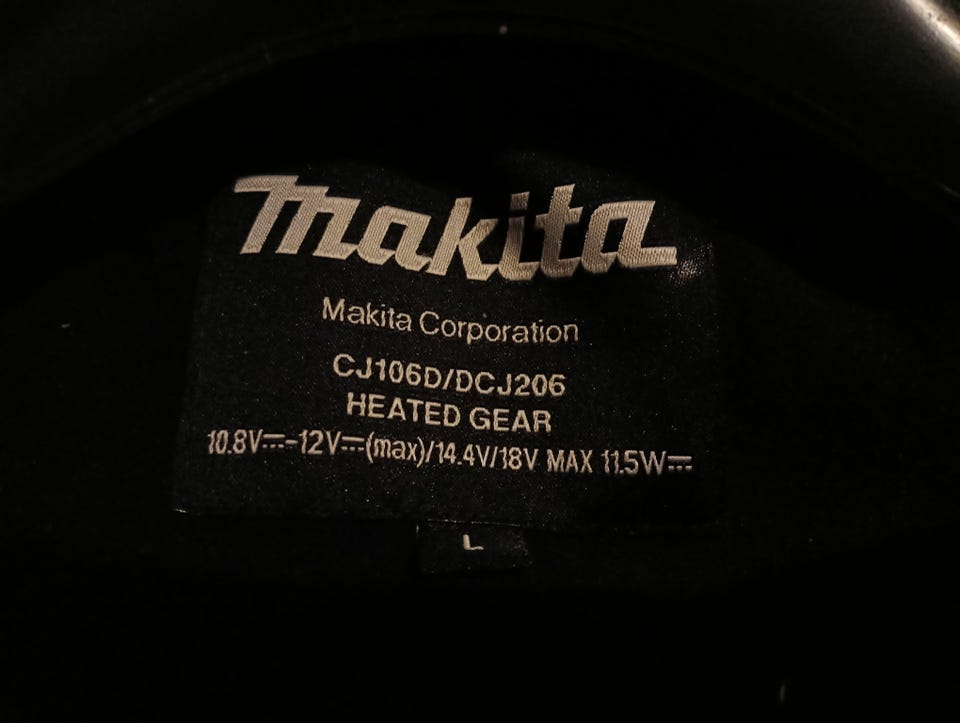 makita
Makita Corporation
CJ106D/DCJ206
HEATED GEAR
10.8V⎓-12V⎓(max)/14.4V/18V MAX 11.5W⎓
L